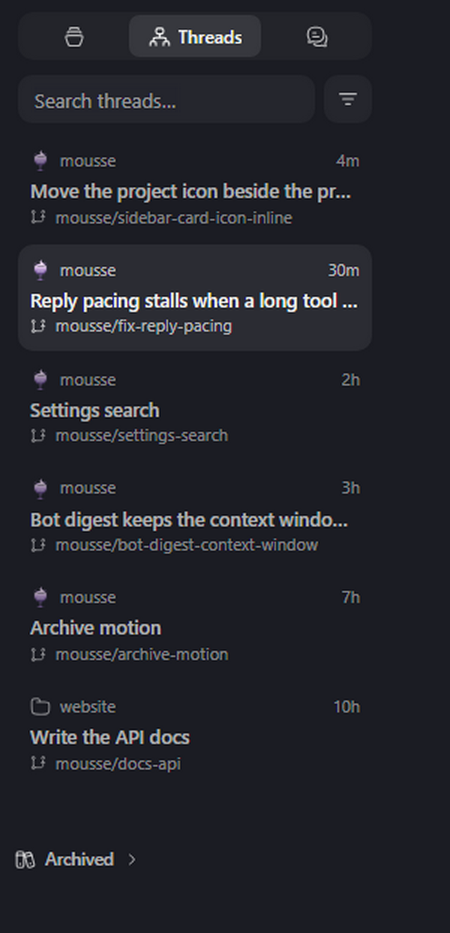 Threads
Search threads...
mousse 4m
Move the project icon beside the pr...
mousse/sidebar-card-icon-inline
mousse 30m
Reply pacing stalls when a long tool ...
mousse/fix-reply-pacing
mousse 2h
Settings search
mousse/settings-search
mousse 3h
Bot digest keeps the context windo...
mousse/bot-digest-context-window
mousse 7h
Archive motion
mousse/archive-motion
website 10h
Write the API docs
mousse/docs-api
Archived